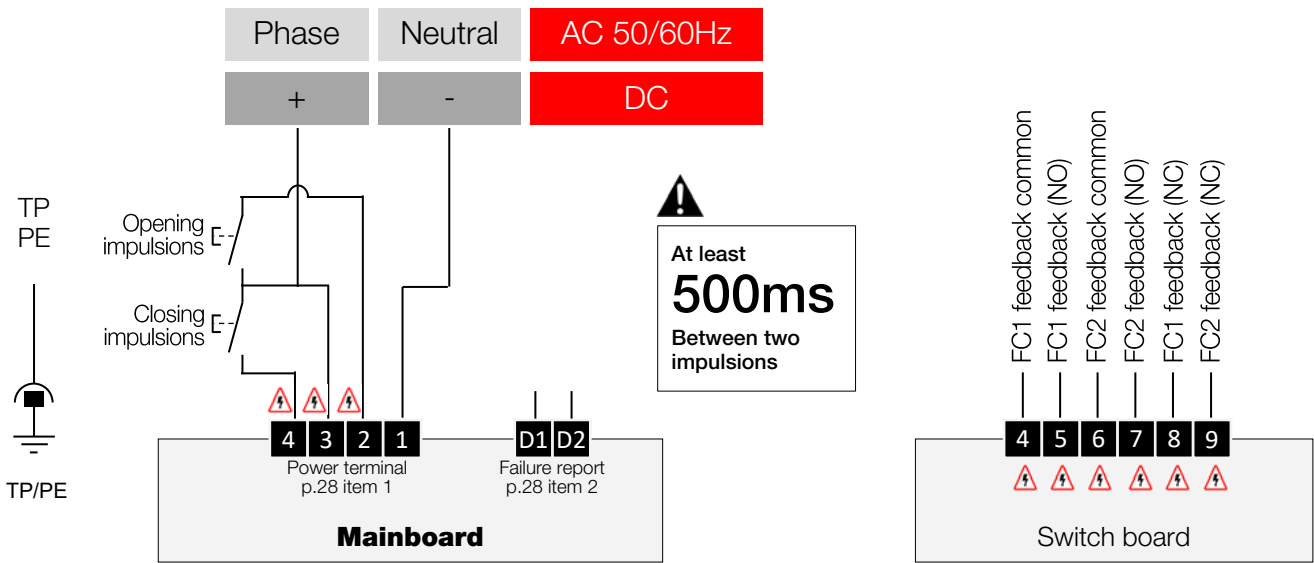 Phase
Neutral
AC 50/60Hz
+
-
DC
TP
PE
TP/PE
Opening
impulsions
Closing
impulsions
At least
500ms
Between two
impulsions
4 3 2 1
D1 D2
Power terminal
p.28 item 1
Failure report
p.28 item 2
Mainboard
FC1 feedback common
FC1 feedback (NO)
FC2 feedback common
FC2 feedback (NO)
FC1 feedback (NC)
FC2 feedback (NC)
4 5 6 7 8 9
Switch board